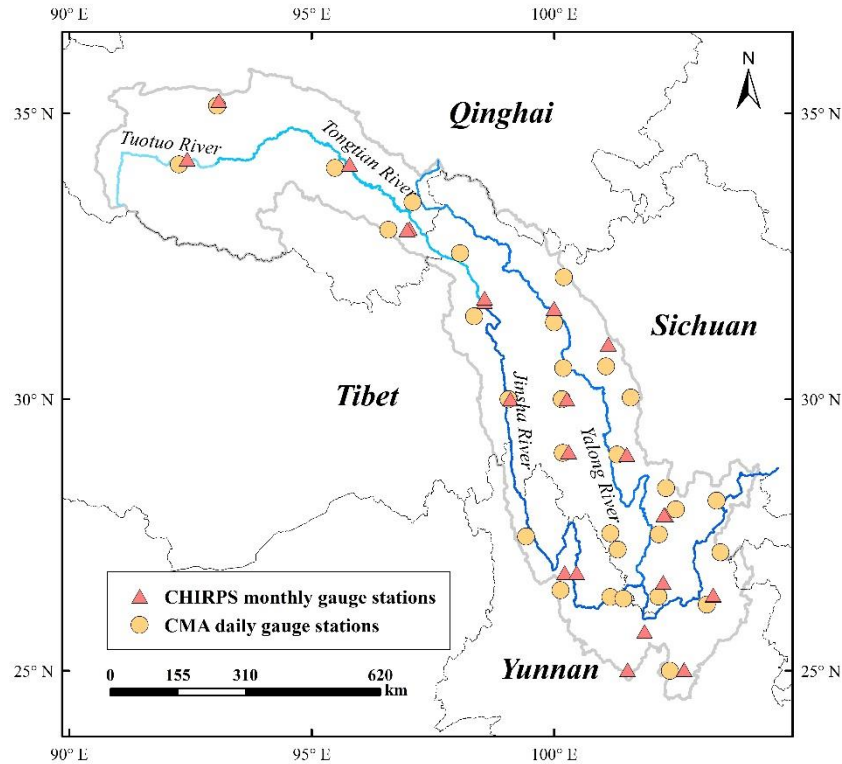 90° E 95° E 100° E
N
35° N 35° N
Qinghai
Tuotuo River
Tongtian River
Sichuan
30° N 30° N
Tibet
Jinsha River
Yalong River
CHIRPS monthly gauge stations
CMA daily gauge stations
Yunnan
25° N 25° N
0 155 310 620
km
90° E 95° E 100° E